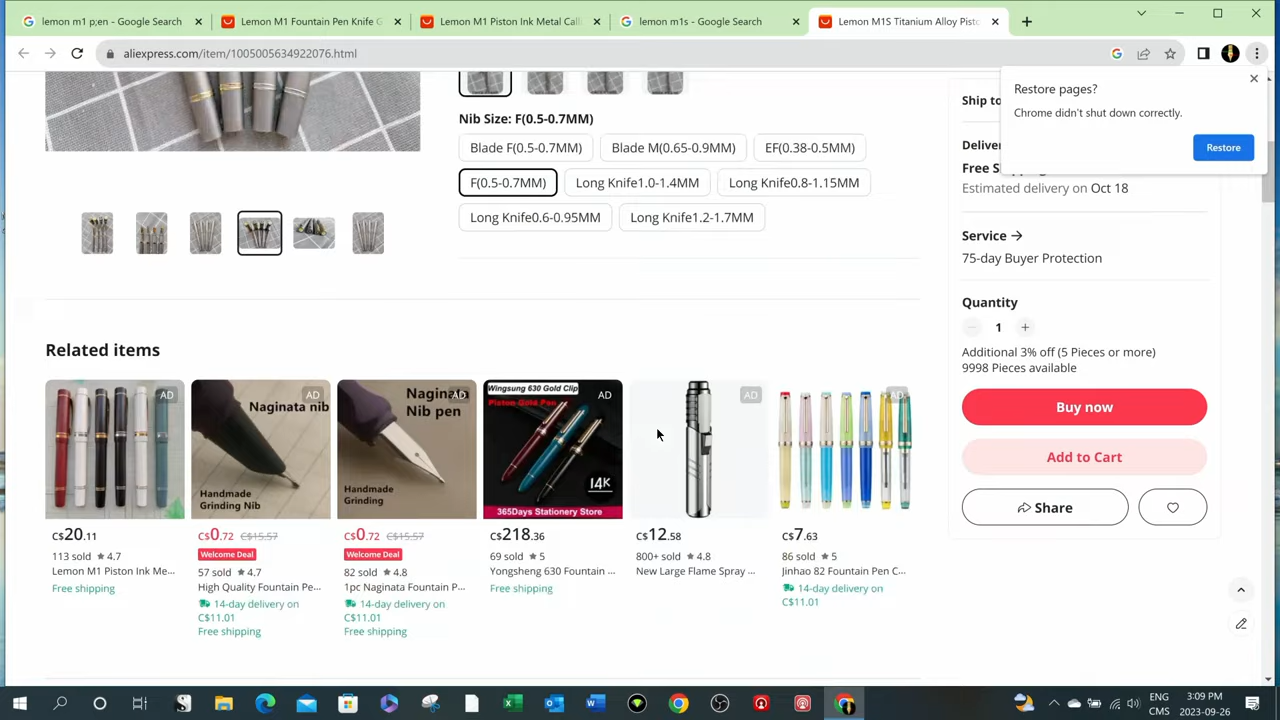 lemon m1 p;en - Google Search
Lemon M1 Fountain Pen Knife G
Lemon M1 Piston Ink Metal Calli
lemon m1s - Google Search
Lemon M1S Titanium Alloy Pisto
aliexpress.com/item/1005005634922076.html
Restore pages?
Chrome didn't shut down correctly.
Restore
Nib Size: F(0.5-0.7MM)
Blade F(0.5-0.7MM)
Blade M(0.65-0.9MM)
EF(0.38-0.5MM)
F(0.5-0.7MM)
Long Knife1.0-1.4MM)
Long Knife0.8-1.15MM)
Long Knife0.6-0.95MM)
Long Knife1.2-1.7MM)
Ship to
Free
Estimated delivery on Oct 18
Service →
75-day Buyer Protection
Quantity
1 +
Additional 3% off (5 Pieces or more)
9998 Pieces available
Buy now
Add to Cart
Share
Related items
AD
C$20.11
113 sold ★ 4.7
Lemon M1 Piston Ink Me...
Free shipping
Naginata nib
AD
Handmade
Grinding Nib
C$0.72 C$15.57
Welcome Deal
57 sold ★ 4.7
High Quality Fountain Pe...
14-day delivery on
C$11.01
Free shipping
Naginata
Nib pen
AD
Handmade
Grinding
C$0.72 C$15.57
Welcome Deal
82 sold ★ 4.8
1pc Naginata Fountain P...
14-day delivery on
C$11.01
Free shipping
Wingsung 630 Gold Clip
Piston Gold Pen
AD
14K
365Days Stationery Store
C$218.36
69 sold ★ 5
Yongsheng 630 Fountain ...
Free shipping
AD
C$12.58
800+ sold ★ 4.8
New Large Flame Spray ...
AD
C$7.63
86 sold ★ 5
Jinhao 82 Fountain Pen C...
14-day delivery on
C$11.01
ENG
CMS
3:09 PM
2023-09-26